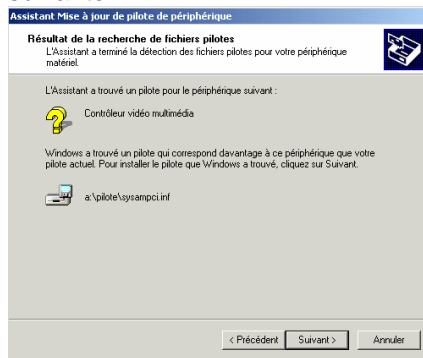 Assistant Mise à jour de pilote de périphérique
Résultat de la recherche de fichiers pilotes
L'Assistant a terminé la détection des fichiers pilotes pour votre périphérique
matériel.
L'Assistant a trouvé un pilote pour le périphérique suivant :
Contrôleur vidéo multimédia
Windows a trouvé un pilote qui correspond davantage à ce périphérique que votre
pilote actuel. Pour installer le pilote que Windows a trouvé, cliquez sur Suivant.
a:\pilote\sysampci.inf
< Précédent Suivant > Annuler